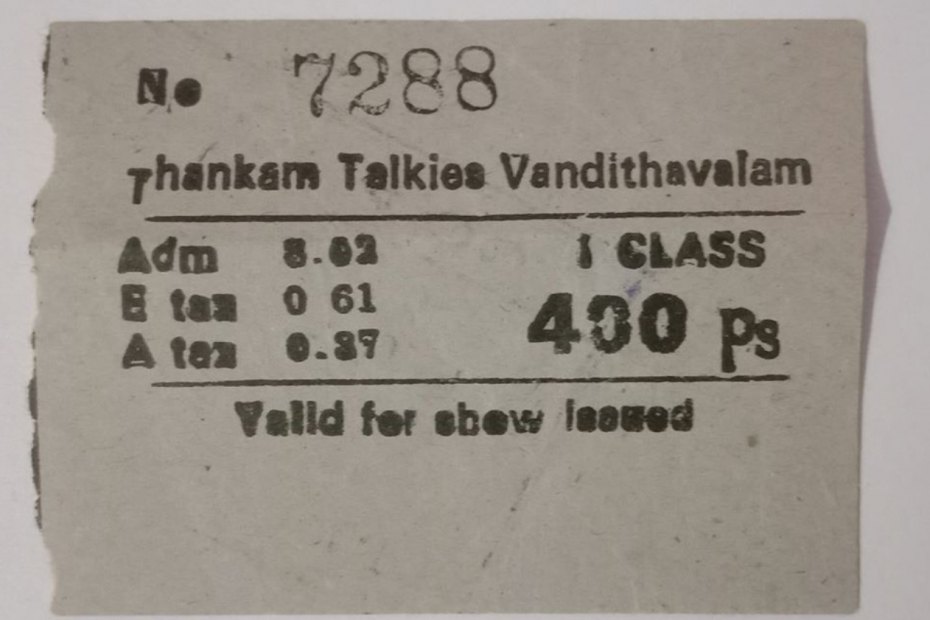 No 7288
Thankam Talkies Vandithavalam
Adm 3.02 I CLASS
E tax 0 61 400 Ps
A tax 0.37
Valid for show issued